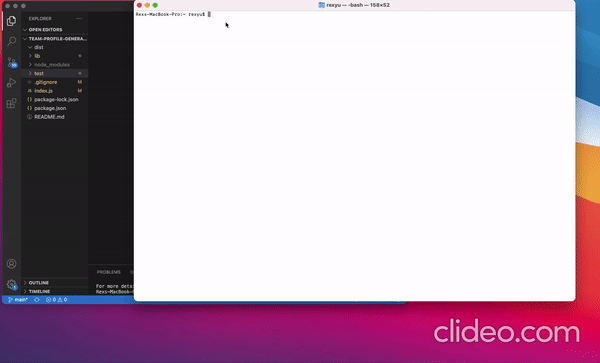 rexyu — -bash — 158×52
Rexs-MacBook-Pro:~ rexyu$
EXPLORER
OPEN EDITORS
TEAM-PROFILE-GENERA...
dist
lib
node_modules
test
.gitignore M
index.js M
package-lock.json
package.json
README.md
OUTLINE
TIMELINE
PROBLEMS
For more deta
Rexs-MacBook-P
main*
0 0
clideo.com